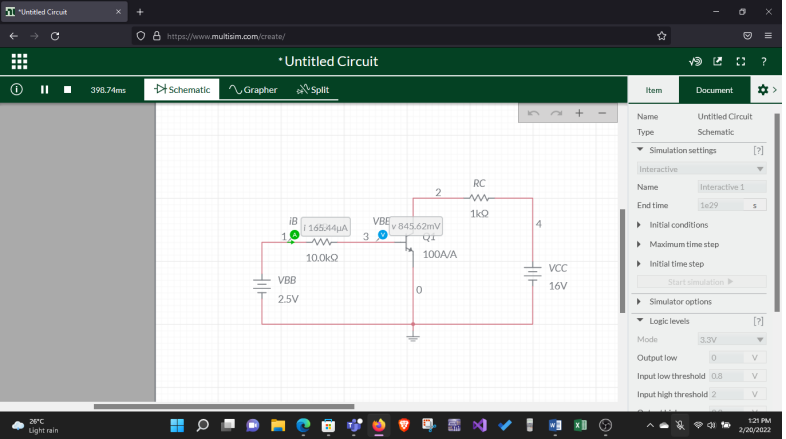 *Untitled Circuit
https://www.multisim.com/create/
*Untitled Circuit
398.74ms Schematic Grapher Split Item Document
Name Untitled Circuit
Type Schematic
Simulation settings [?]
Interactive
Name Interactive 1
End time 1e29 s
Initial conditions
Maximum time step
Initial time step
Start simulation
Simulator options
Logic levels [?]
Mode 3.3V
Output low 0 V
Input low threshold 0.8 V
Input high threshold 2 V
2 RC
1kΩ
iB i 165.44μA VBE v 845.62mV 4
1 A 3 V Q1
10.0kΩ 100A/A
VBB VCC
2.5V 0 16V
26°C
Light rain
1:21 PM
2/20/2022